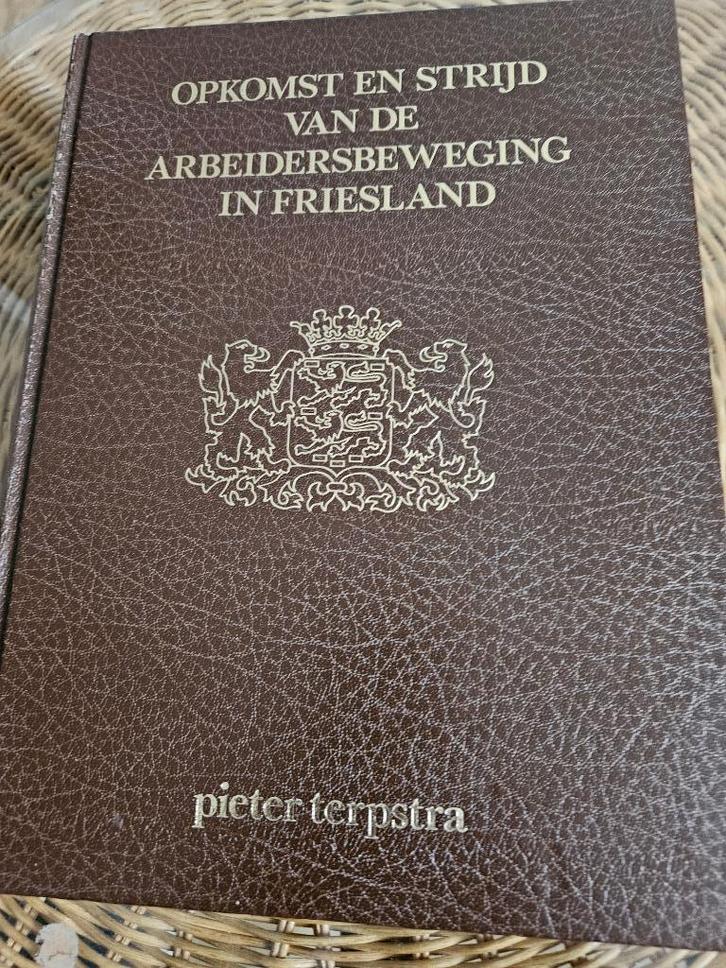 OPKOMST EN STRIJD
VAN DE
ARBEIDERSBEWEGING
IN FRIESLAND
pieter terpstra